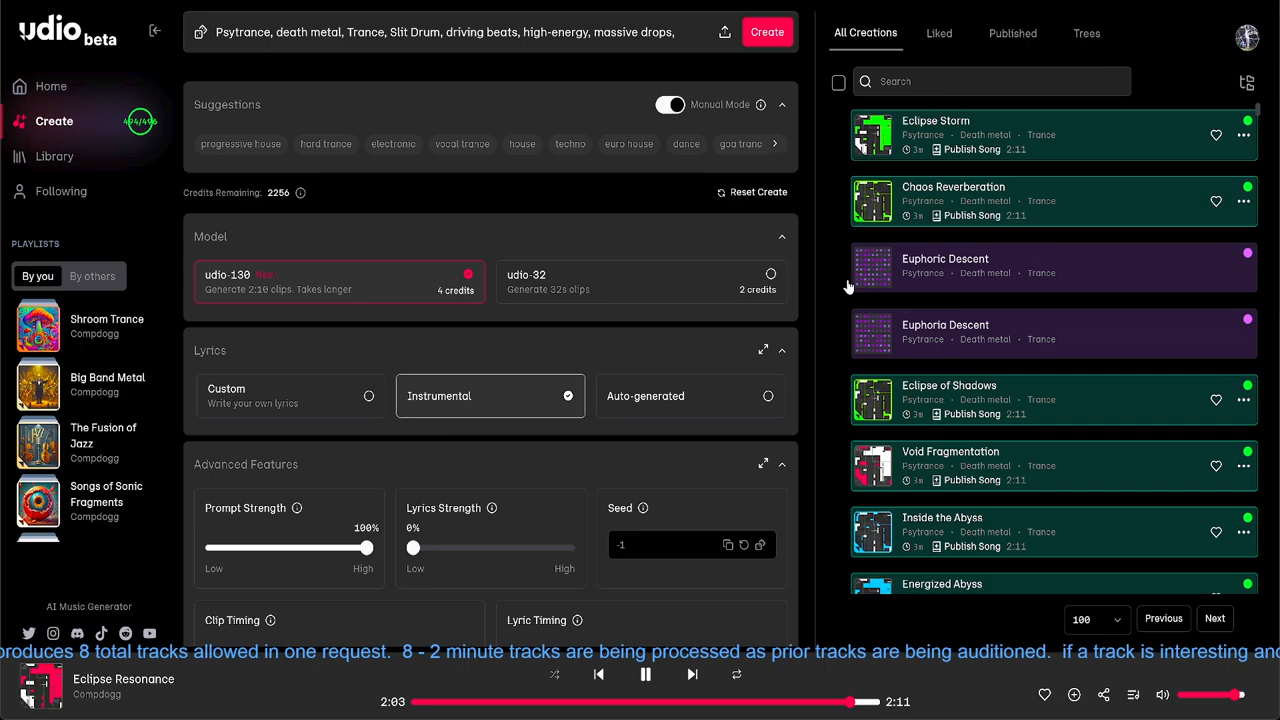 udio beta
Home
Create
Library
Following
PLAYLISTS
By you
By others
Shroom Trance
Compdogg
Big Band Metal
Compdogg
The Fusion of
Jazz
Compdogg
Songs of Sonic
Fragments
Compdogg
AI Music Generator
Psytrance, death metal, Trance, Slit Drum, driving beats, high-energy, massive drops,
Create
Suggestions
Manual Mode
progressive house
hard trance
electronic
vocal trance
house
techno
euro house
dance
goa tranc
Credits Remaining: 2256
Reset Create
Model
udio-130 New
Generate 2:10 clips. Takes longer
4 credits
udio-32
Generate 32s clips
2 credits
Lyrics
Custom
Write your own lyrics
Instrumental
Auto-generated
Advanced Features
Prompt Strength
100%
Low
High
Lyrics Strength
0%
Low
High
Seed
-1
Clip Timing
Lyric Timing
All Creations
Liked
Published
Trees
Search
Eclipse Storm
Psytrance · Death metal · Trance
3m Publish Song 2:11
Chaos Reverberation
Psytrance · Death metal · Trance
3m Publish Song 2:11
Euphoric Descent
Psytrance · Death metal · Trance
Euphoria Descent
Psytrance · Death metal · Trance
Eclipse of Shadows
Psytrance · Death metal · Trance
3m Publish Song 2:11
Void Fragmentation
Psytrance · Death metal · Trance
3m Publish Song 2:11
Inside the Abyss
Psytrance · Death metal · Trance
3m Publish Song 2:11
Energized Abyss
100
Previous
Next
produces 8 total tracks allowed in one request. 8 - 2 minute tracks are being processed as prior tracks are being auditioned. if a track is interesting and
Eclipse Resonance
Compdogg
2:03
2:11